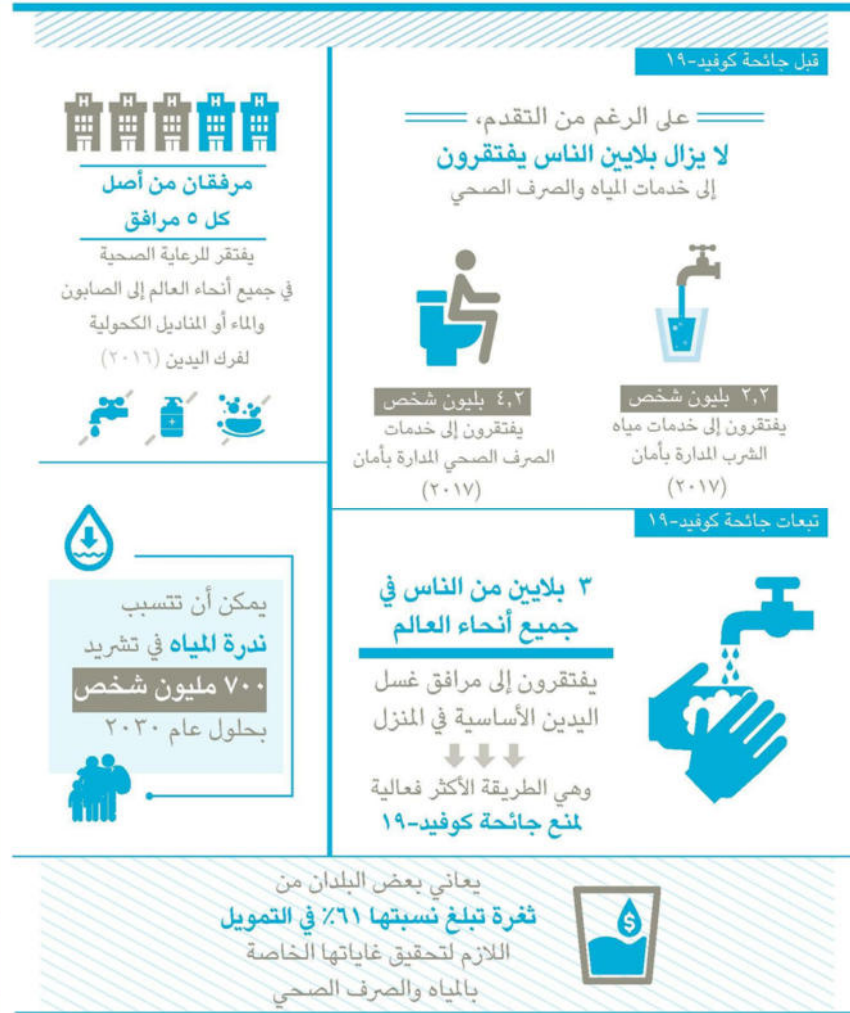 قبل جائحة كوفيد-١٩
على الرغم من التقدم،
لا يزال بلايين الناس يفتقرون
إلى خدمات المياه والصرف الصحي
٢,٢ بليون شخص
يفتقرون إلى خدمات مياه
الشرب المدارة بأمان
(٢٠١٧)
٤,٢ بليون شخص
يفتقرون إلى خدمات
الصرف الصحي المدارة بأمان
(٢٠١٧)
H H H H H
مرفقان من أصل
كل ٥ مرافق
يفتقر للرعاية الصحية
في جميع أنحاء العالم إلى الصابون
والماء أو المناديل الكحولية
لفرك اليدين (٢٠١٦)
تبعات جائحة كوفيد-١٩
٣ بلايين من الناس في
جميع أنحاء العالم
يفتقرون إلى مرافق غسل
اليدين الأساسية في المنزل
وهي الطريقة الأكثر فعالية
لمنع جائحة كوفيد-١٩
يمكن أن تتسبب
ندرة المياه في تشريد
٧٠٠ مليون شخص
بحلول عام ٢٠٣٠
يعاني بعض البلدان من
ثغرة تبلغ نسبتها ٦١٪ في التمويل
اللازم لتحقيق غاياتها الخاصة
بالمياه والصرف الصحي
$